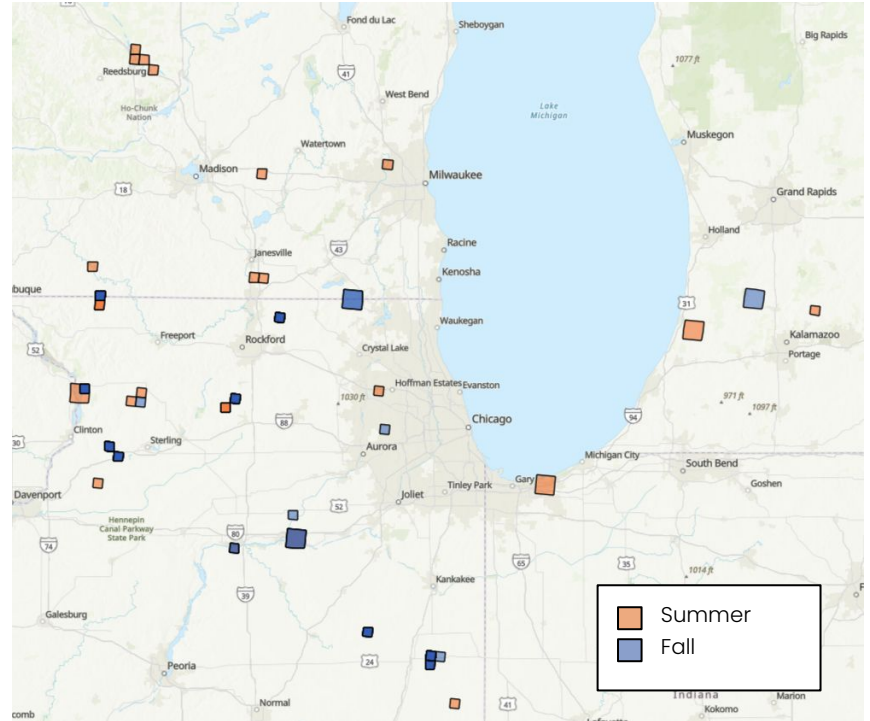 Fond du Lac
Sheboygan
Big Rapids
1077 ft
Reedsburg
41
West Bend
Lake
Michigan
Ho-Chunk
Nation
Muskegon
Watertown
Madison
Milwaukee
18
Grand Rapids
Holland
Janesville
43
Racine
Kenosha
buque
31
Waukegan
Freeport
Rockford
Crystal Lake
Kalamazoo
52
Portage
Hoffman Estates
Evanston
1030 ft
971 ft
1097 ft
88
94
Chicago
Clinton
30
Sterling
Aurora
Michigan City
South Bend
Davenport
Tinley Park
Gary
Goshen
Joliet
52
Hennepin
Canal Parkway
State Park
80
74
65
35
1014 ft
Kankakee
39
Galesburg
Summer
Fall
24
Peoria
Indiana
Marion
41
Normal
Kokomo
comb